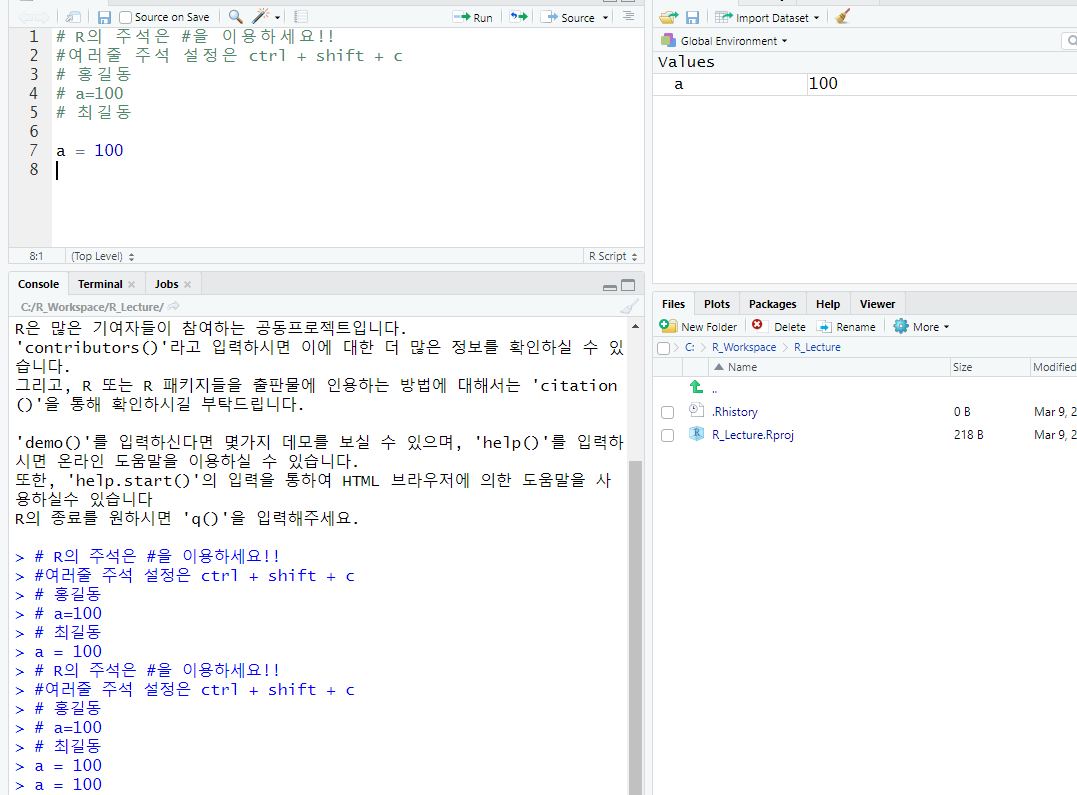 Source on Save
Run
Source
1 # R의 주석은 #을 이용하세요!!
2 #여러줄 주석 설정은 ctrl + shift + c
3 # 홍길동
4 # a=100
5 # 최길동
6
7 a = 100
8
8:1 (Top Level) R Script
Console Terminal Jobs
C:/R_Workspace/R_Lecture/
R은 많은 기여자들이 참여하는 공동프로젝트입니다.
'contributors()'라고 입력하시면 이에 대한 더 많은 정보를 확인하실 수 있
습니다.
그리고, R 또는 R 패키지들을 출판물에 인용하는 방법에 대해서는 'citation
()'을 통해 확인하시길 부탁드립니다.
'demo()'를 입력하신다면 몇가지 데모를 보실 수 있으며, 'help()'를 입력하
시면 온라인 도움말을 이용하실 수 있습니다.
또한, 'help.start()'의 입력을 통하여 HTML 브라우저에 의한 도움말을 사
용하실수 있습니다
R의 종료를 원하시면 'q()'을 입력해주세요.
> # R의 주석은 #을 이용하세요!!
> #여러줄 주석 설정은 ctrl + shift + c
> # 홍길동
> # a=100
> # 최길동
> a = 100
> # R의 주석은 #을 이용하세요!!
> #여러줄 주석 설정은 ctrl + shift + c
> # 홍길동
> # a=100
> # 최길동
> a = 100
> a = 100
Import Dataset
Global Environment
Values
a 100
Files Plots Packages Help Viewer
New Folder Delete Rename More
C: R_Workspace R_Lecture
Name Size Modified
..
.Rhistory 0 B Mar 9, 2
R_Lecture.Rproj 218 B Mar 9, 2